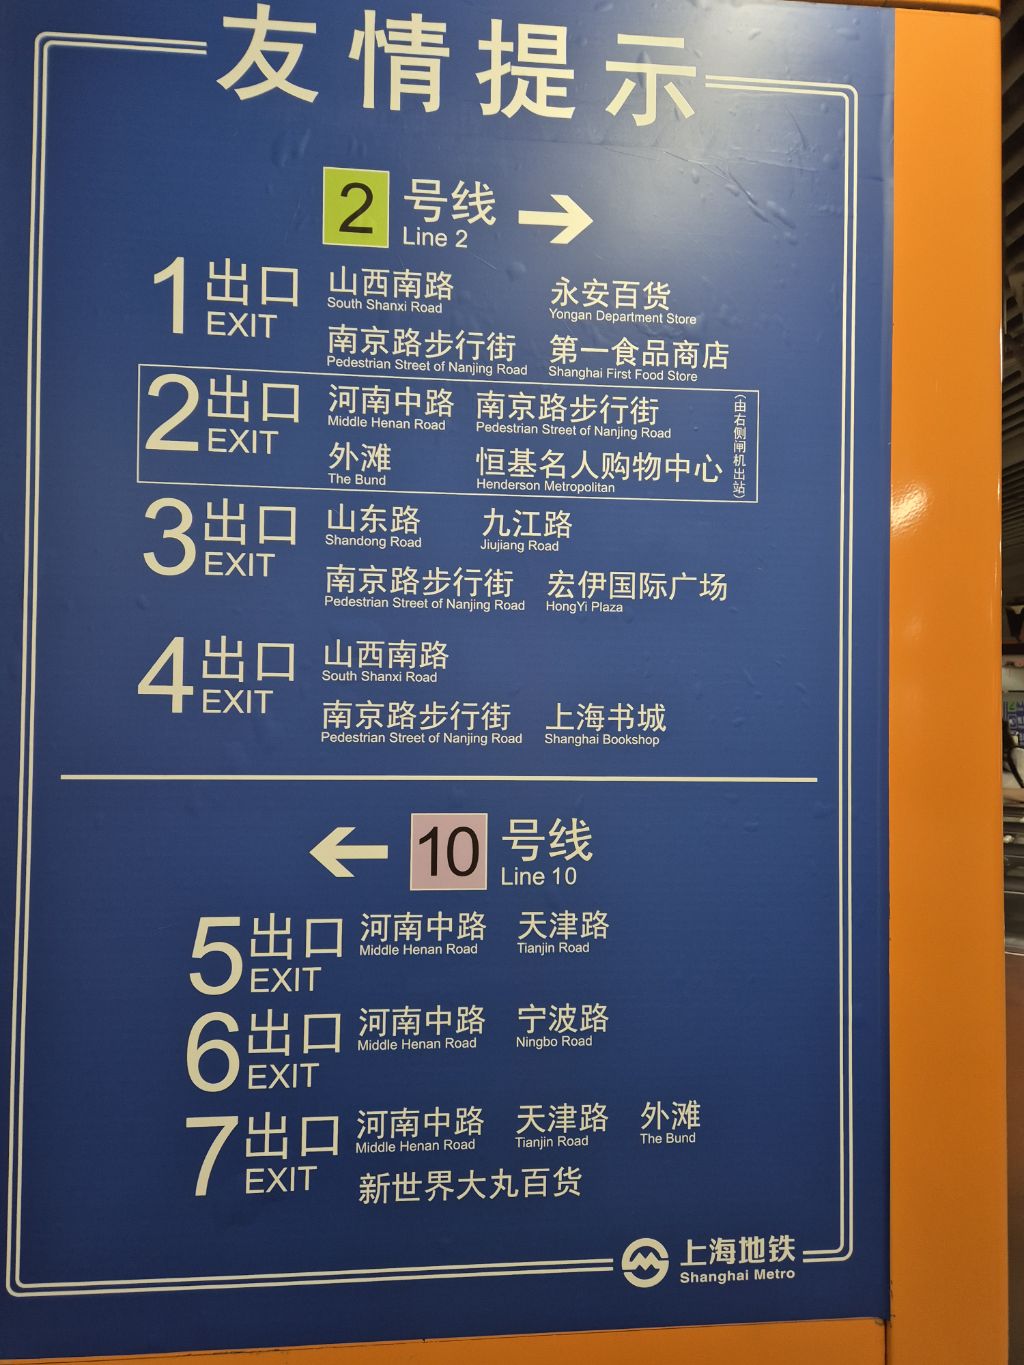 友情提示
2 号线
Line 2
1 出口 EXIT
山西南路 永安百货
South Shanxi Road Yongan Department Store
南京路步行街 第一食品商店
Pedestrian Street of Nanjing Road Shanghai First Food Store
2 出口 EXIT
河南中路 南京路步行街
Middle Henan Road Pedestrian Street of Nanjing Road
外滩 恒基名人购物中心
The Bund Henderson Metropolitan
(由右侧闸机出站)
3 出口 EXIT
山东路 九江路
Shandong Road Jiujiang Road
南京路步行街 宏伊国际广场
Pedestrian Street of Nanjing Road HongYi Plaza
4 出口 EXIT
山西南路
South Shanxi Road
南京路步行街 上海书城
Pedestrian Street of Nanjing Road Shanghai Bookshop
10 号线
Line 10
5 出口 EXIT
河南中路 天津路
Middle Henan Road Tianjin Road
6 出口 EXIT
河南中路 宁波路
Middle Henan Road Ningbo Road
7 出口 EXIT
河南中路 天津路 外滩
Middle Henan Road Tianjin Road The Bund
新世界大丸百货
上海地铁
Shanghai Metro